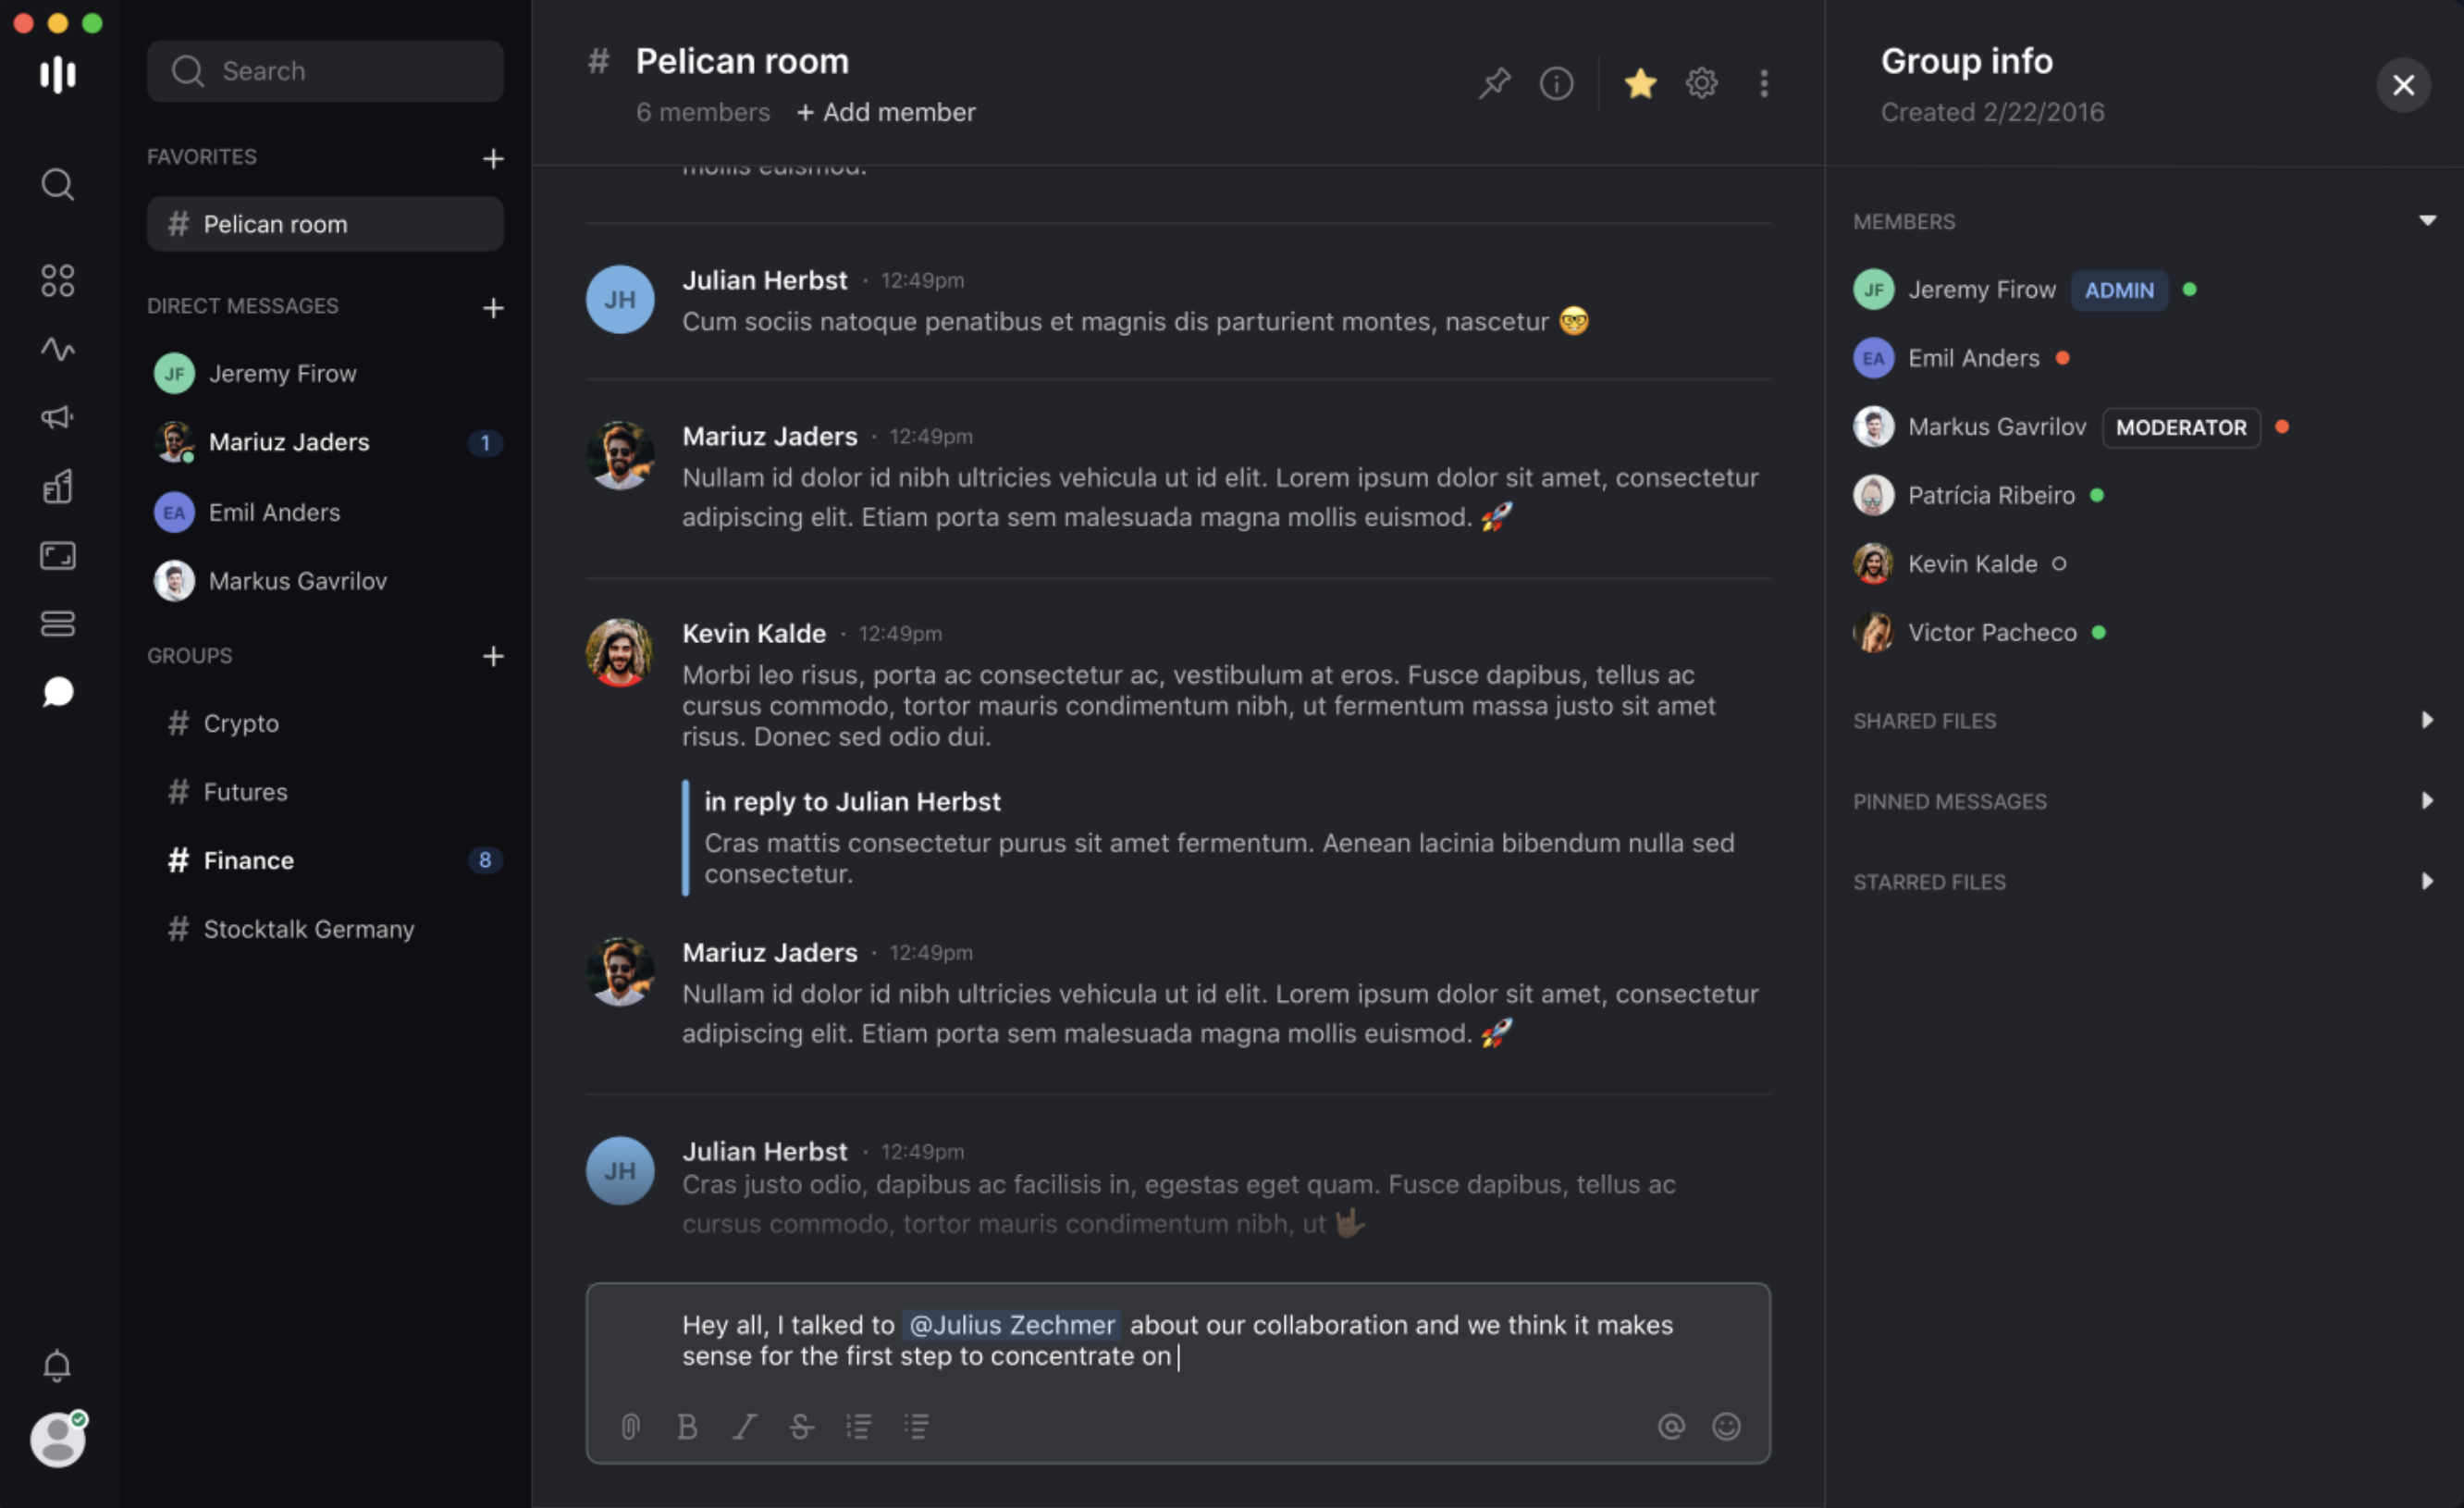 Search
FAVORITES
# Pelican room
DIRECT MESSAGES
JF Jeremy Firow
Mariuz Jaders 1
EA Emil Anders
Markus Gavrilov
GROUPS
# Crypto
# Futures
# Finance 8
# Stocktalk Germany
# Pelican room
6 members + Add member
mollis euismod.
JH Julian Herbst · 12:49pm
Cum sociis natoque penatibus et magnis dis parturient montes, nascetur 🤓
Mariuz Jaders · 12:49pm
Nullam id dolor id nibh ultricies vehicula ut id elit. Lorem ipsum dolor sit amet, consectetur
adipiscing elit. Etiam porta sem malesuada magna mollis euismod. 🚀
Kevin Kalde · 12:49pm
Morbi leo risus, porta ac consectetur ac, vestibulum at eros. Fusce dapibus, tellus ac
cursus commodo, tortor mauris condimentum nibh, ut fermentum massa justo sit amet
risus. Donec sed odio dui.
in reply to Julian Herbst
Cras mattis consectetur purus sit amet fermentum. Aenean lacinia bibendum nulla sed
consectetur.
Mariuz Jaders · 12:49pm
Nullam id dolor id nibh ultricies vehicula ut id elit. Lorem ipsum dolor sit amet, consectetur
adipiscing elit. Etiam porta sem malesuada magna mollis euismod. 🚀
JH Julian Herbst · 12:49pm
Cras justo odio, dapibus ac facilisis in, egestas eget quam. Fusce dapibus, tellus ac
cursus commodo, tortor mauris condimentum nibh, ut 🤟🏾
Hey all, I talked to @Julius Zechmer about our collaboration and we think it makes
sense for the first step to concentrate on
B I S @
Group info
Created 2/22/2016
MEMBERS
JF Jeremy Firow ADMIN
EA Emil Anders
Markus Gavrilov MODERATOR
Patrícia Ribeiro
Kevin Kalde
Victor Pacheco
SHARED FILES
PINNED MESSAGES
STARRED FILES